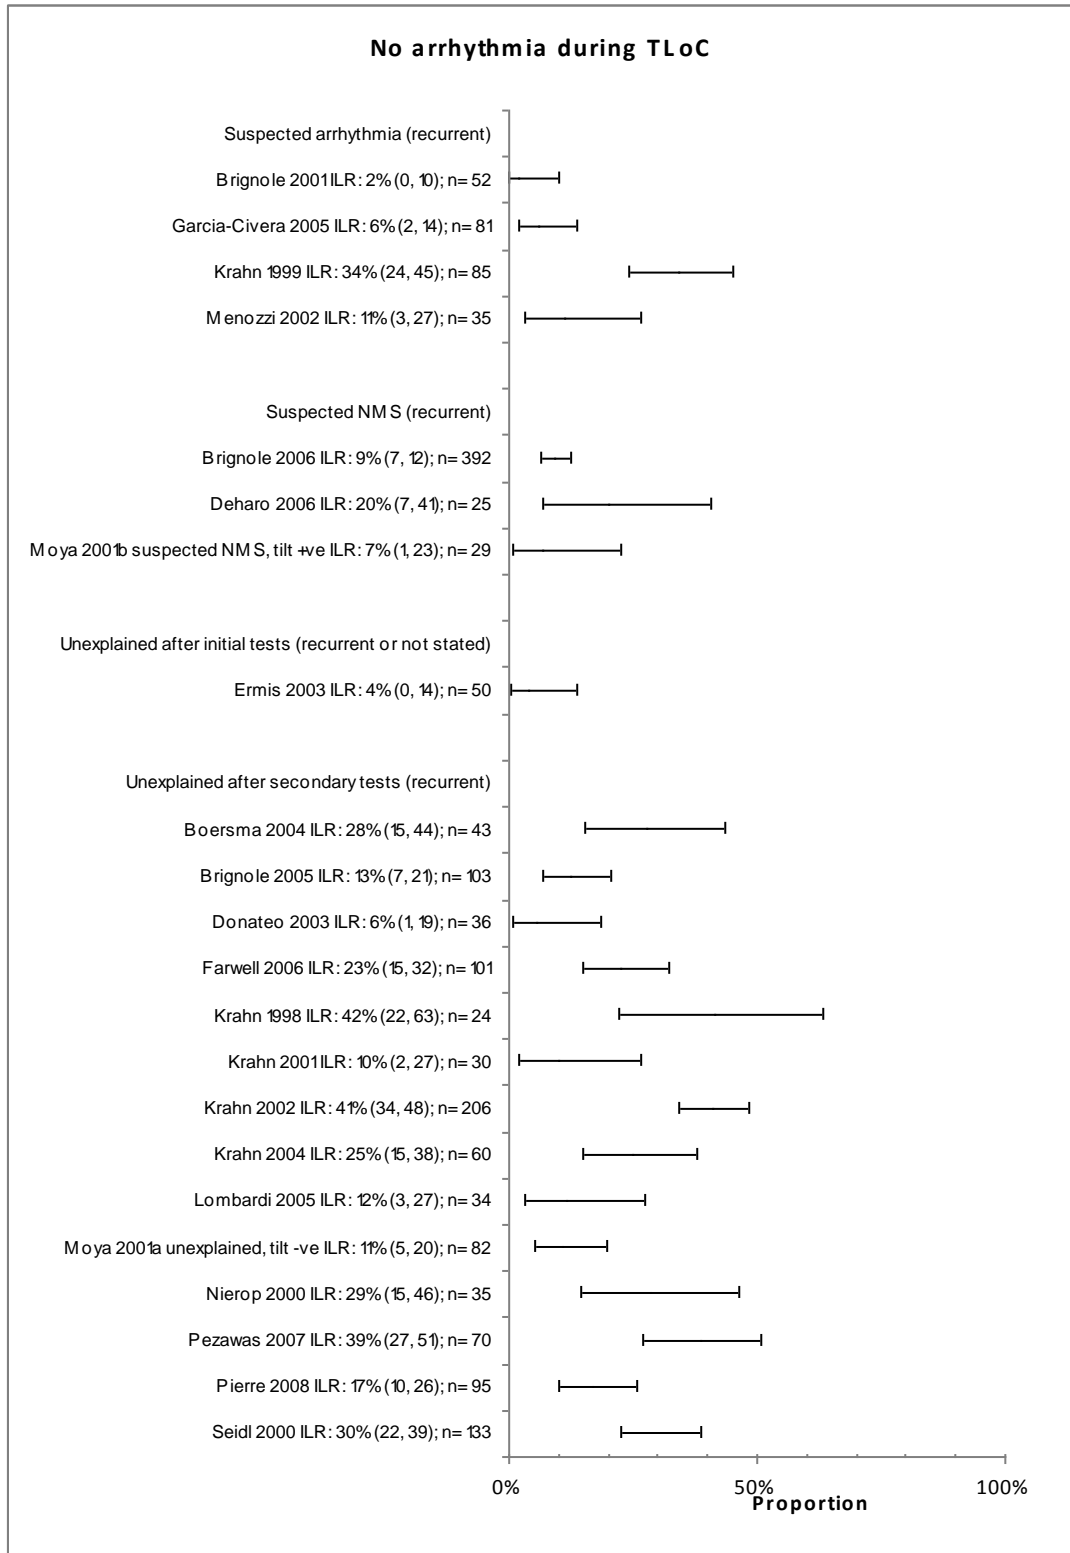 No arrhythmia during TLoC
Suspected arrhythmia (recurrent)
Brignole 2001 ILR: 2% (0, 10); n= 52
Garcia-Civera 2005 ILR: 6% (2, 14); n= 81
Krahn 1999 ILR: 34% (24, 45); n= 85
Menozzi 2002 ILR: 11% (3, 27); n= 35
Suspected NMS (recurrent)
Brignole 2006 ILR: 9% (7, 12); n= 392
Deharo 2006 ILR: 20% (7, 41); n= 25
Moya 2001b suspected NMS, tilt +ve ILR: 7% (1, 23); n= 29
Unexplained after initial tests (recurrent or not stated)
Ermis 2003 ILR: 4% (0, 14); n= 50
Unexplained after secondary tests (recurrent)
Boersma 2004 ILR: 28% (15, 44); n= 43
Brignole 2005 ILR: 13% (7, 21); n= 103
Donateo 2003 ILR: 6% (1, 19); n= 36
Farwell 2006 ILR: 23% (15, 32); n= 101
Krahn 1998 ILR: 42% (22, 63); n= 24
Krahn 2001 ILR: 10% (2, 27); n= 30
Krahn 2002 ILR: 41% (34, 48); n= 206
Krahn 2004 ILR: 25% (15, 38); n= 60
Lombardi 2005 ILR: 12% (3, 27); n= 34
Moya 2001a unexplained, tilt -ve ILR: 11% (5, 20); n= 82
Nierop 2000 ILR: 29% (15, 46); n= 35
Pezawas 2007 ILR: 39% (27, 51); n= 70
Pierre 2008 ILR: 17% (10, 26); n= 95
Seidl 2000 ILR: 30% (22, 39); n= 133
0% 50% 100%
Proportion